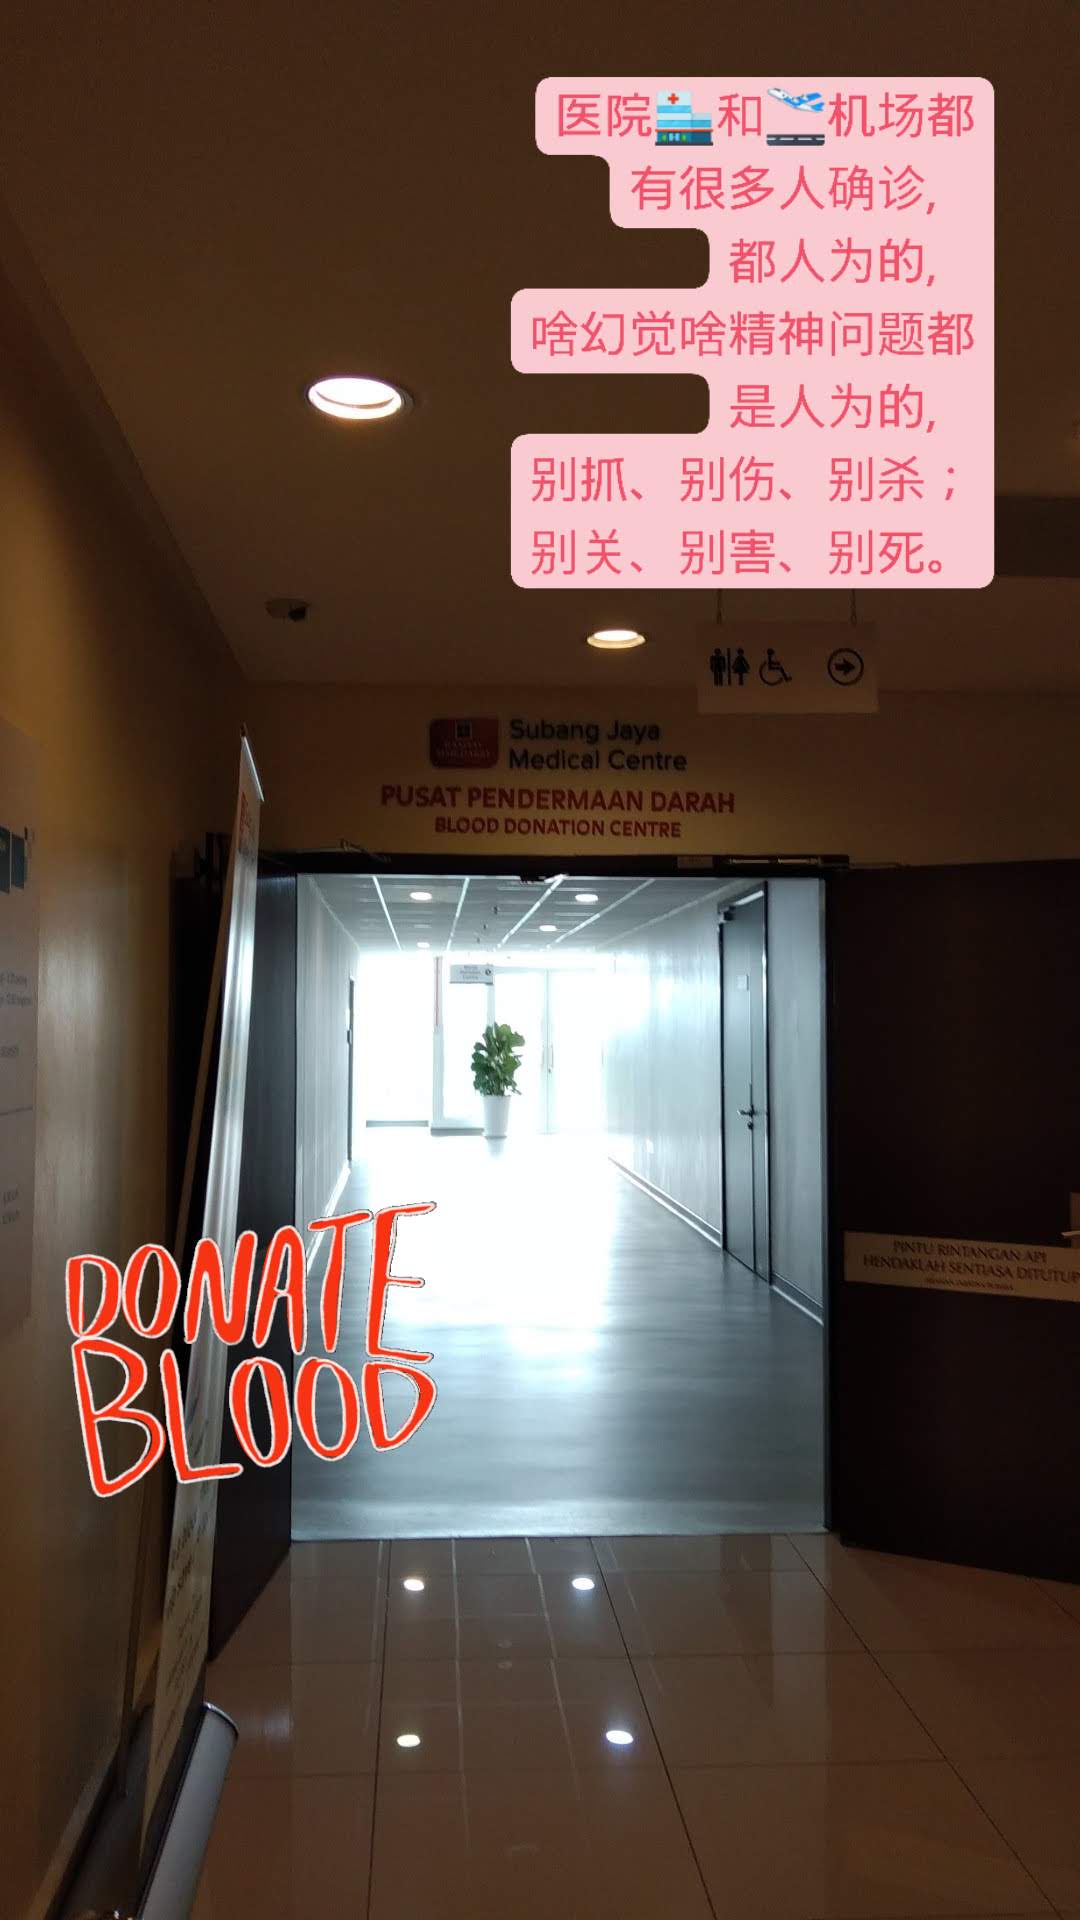 医院🏥和🛫机场都
有很多人确诊,
都人为的,
啥幻觉啥精神问题都
是人为的,
别抓、别伤、别杀；
别关、别害、别死。
Subang Jaya
Medical Centre
PUSAT PENDERMAAN DARAH
BLOOD DONATION CENTRE
PINTU RINTANGAN API
HENDAKLAH SENTIASA DITUTUP
DONATE
BLOOD